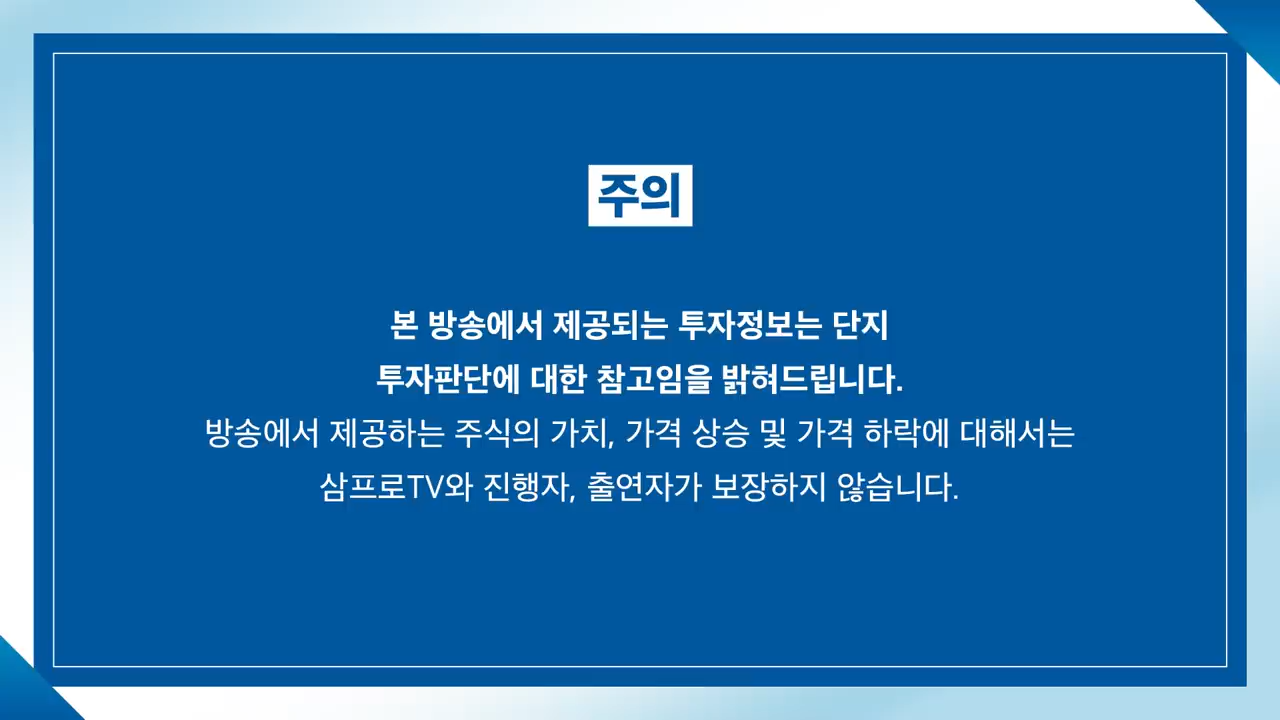 주의
본 방송에서 제공되는 투자정보는 단지
투자판단에 대한 참고임을 밝혀드립니다.
방송에서 제공하는 주식의 가치, 가격 상승 및 가격 하락에 대해서는
삼프로TV와 진행자, 출연자가 보장하지 않습니다.